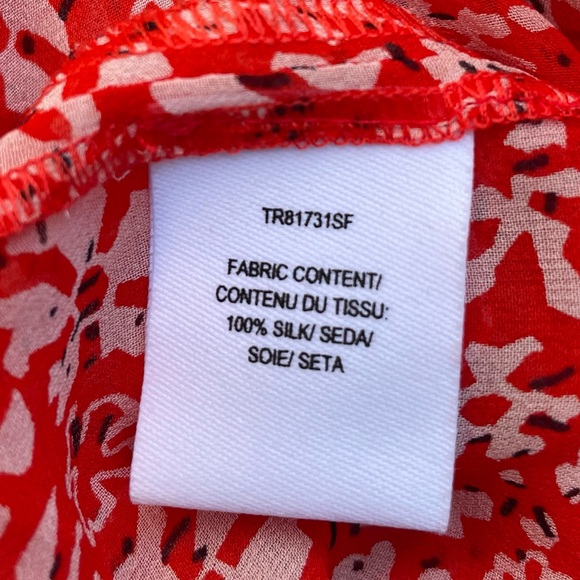 TR81731SF
FABRIC CONTENT/
CONTENU DU TISSU:
100% SILK/ SEDA/
SOIE/ SETA